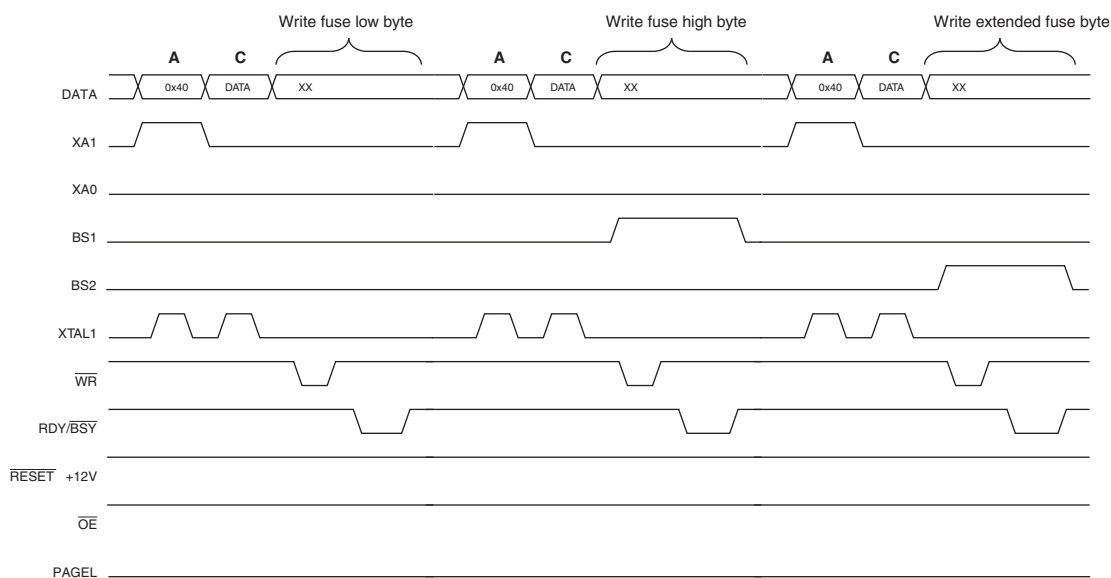 Write fuse low byte Write fuse high byte Write extended fuse byte
A C A C A C
DATA 0x40 DATA XX 0x40 DATA XX 0x40 DATA XX
XA1
XA0
BS1
BS2
XTAL1
WR
RDY/BSY
RESET +12V
OE
PAGEL